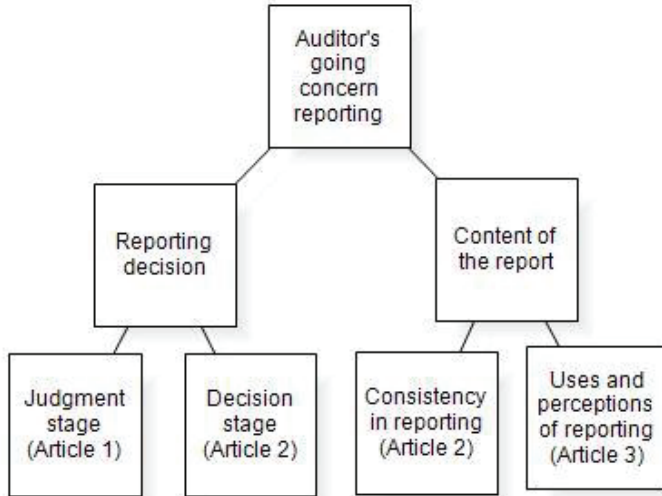 Auditor's
going
concern
reporting
Reporting
decision
Content of
the report
Judgment
stage
(Article 1)
Decision
stage
(Article 2)
Consistency
in reporting
(Article 2)
Uses and
perceptions
of reporting
(Article 3)